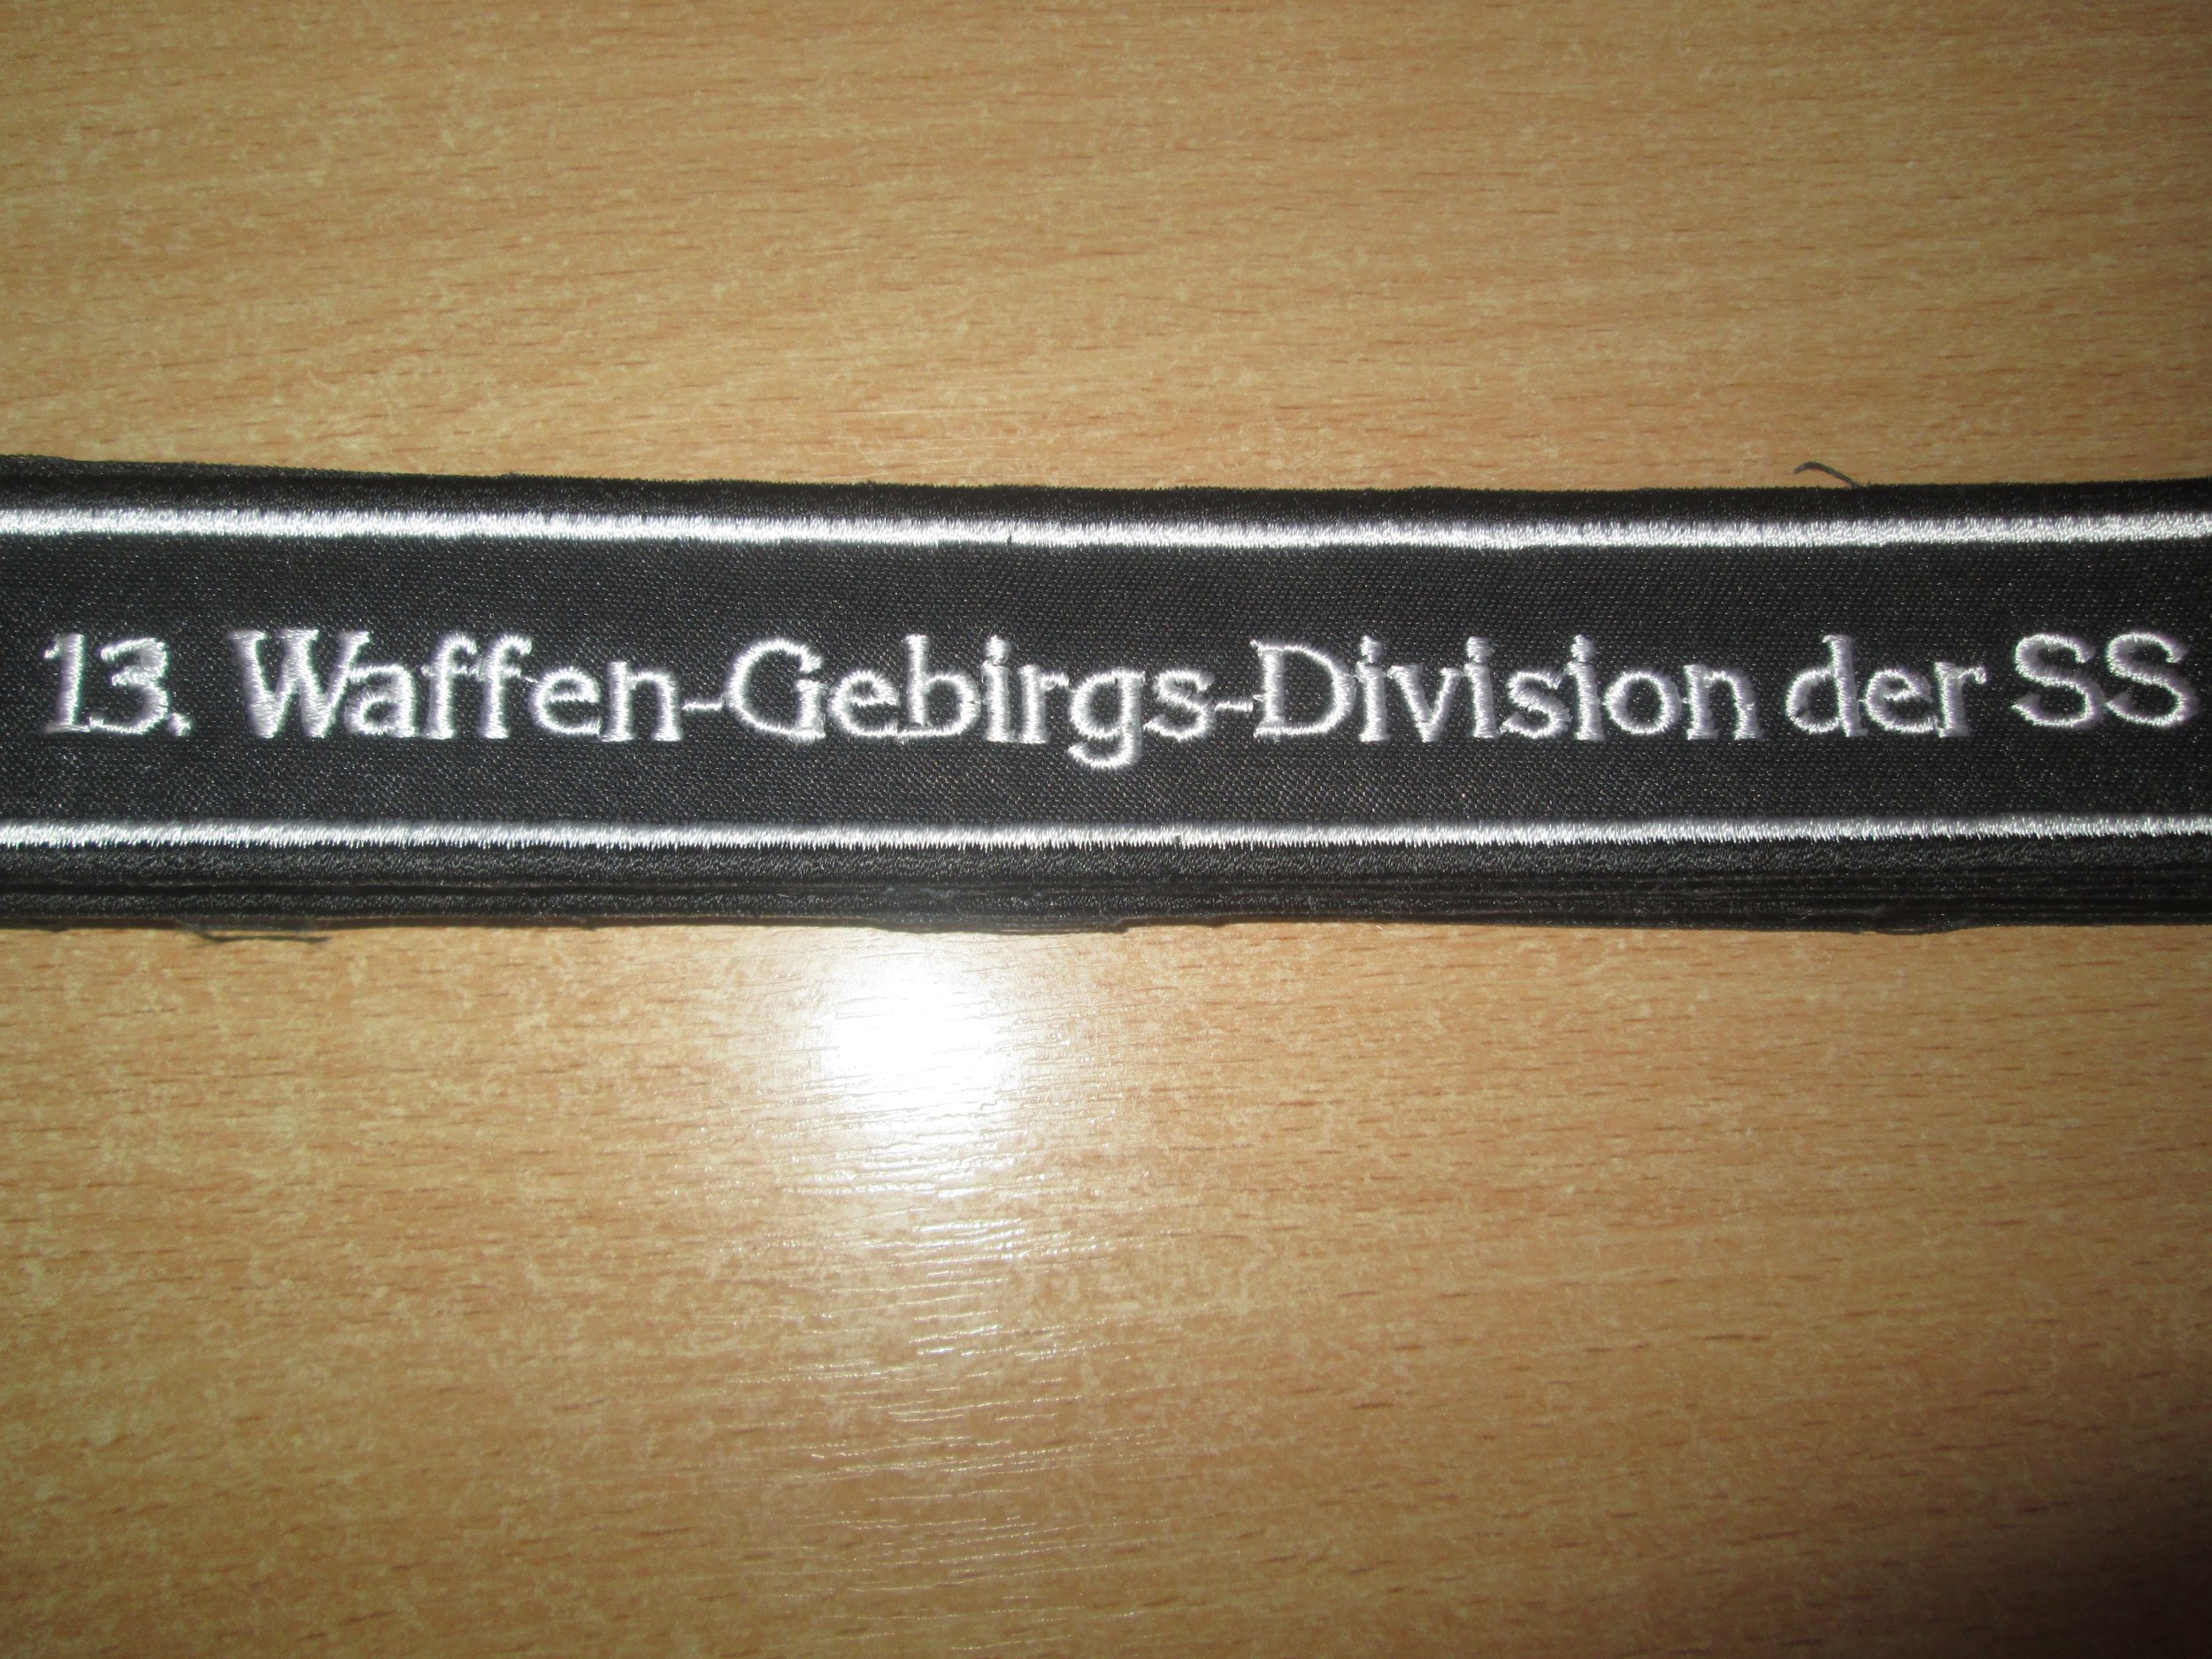 13. Waffen-Gebirgs-Division der SS